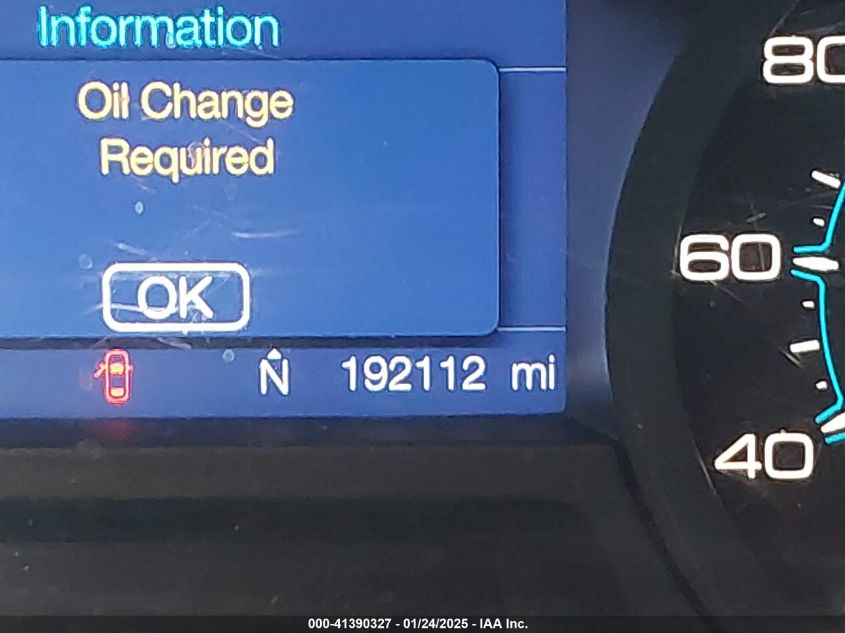 Information
Oil Change
Required
OK
N 192112 mi
80
60
40
000-41390327 - 01/24/2025 - IAA Inc.